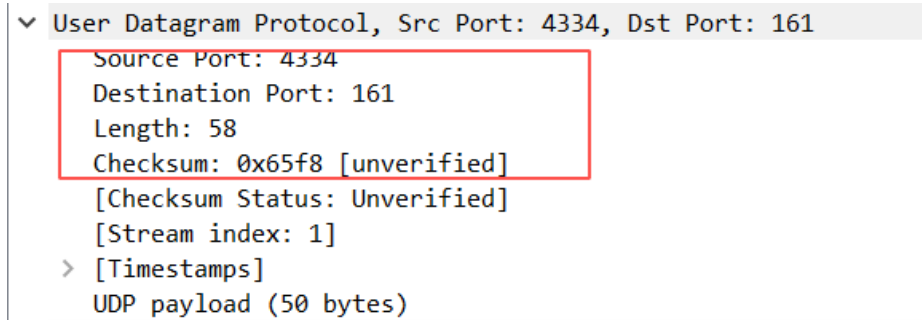 User Datagram Protocol, Src Port: 4334, Dst Port: 161
Source Port: 4334
Destination Port: 161
Length: 58
Checksum: 0x65f8 [unverified]
[Checksum Status: Unverified]
[Stream index: 1]
[Timestamps]
UDP payload (50 bytes)